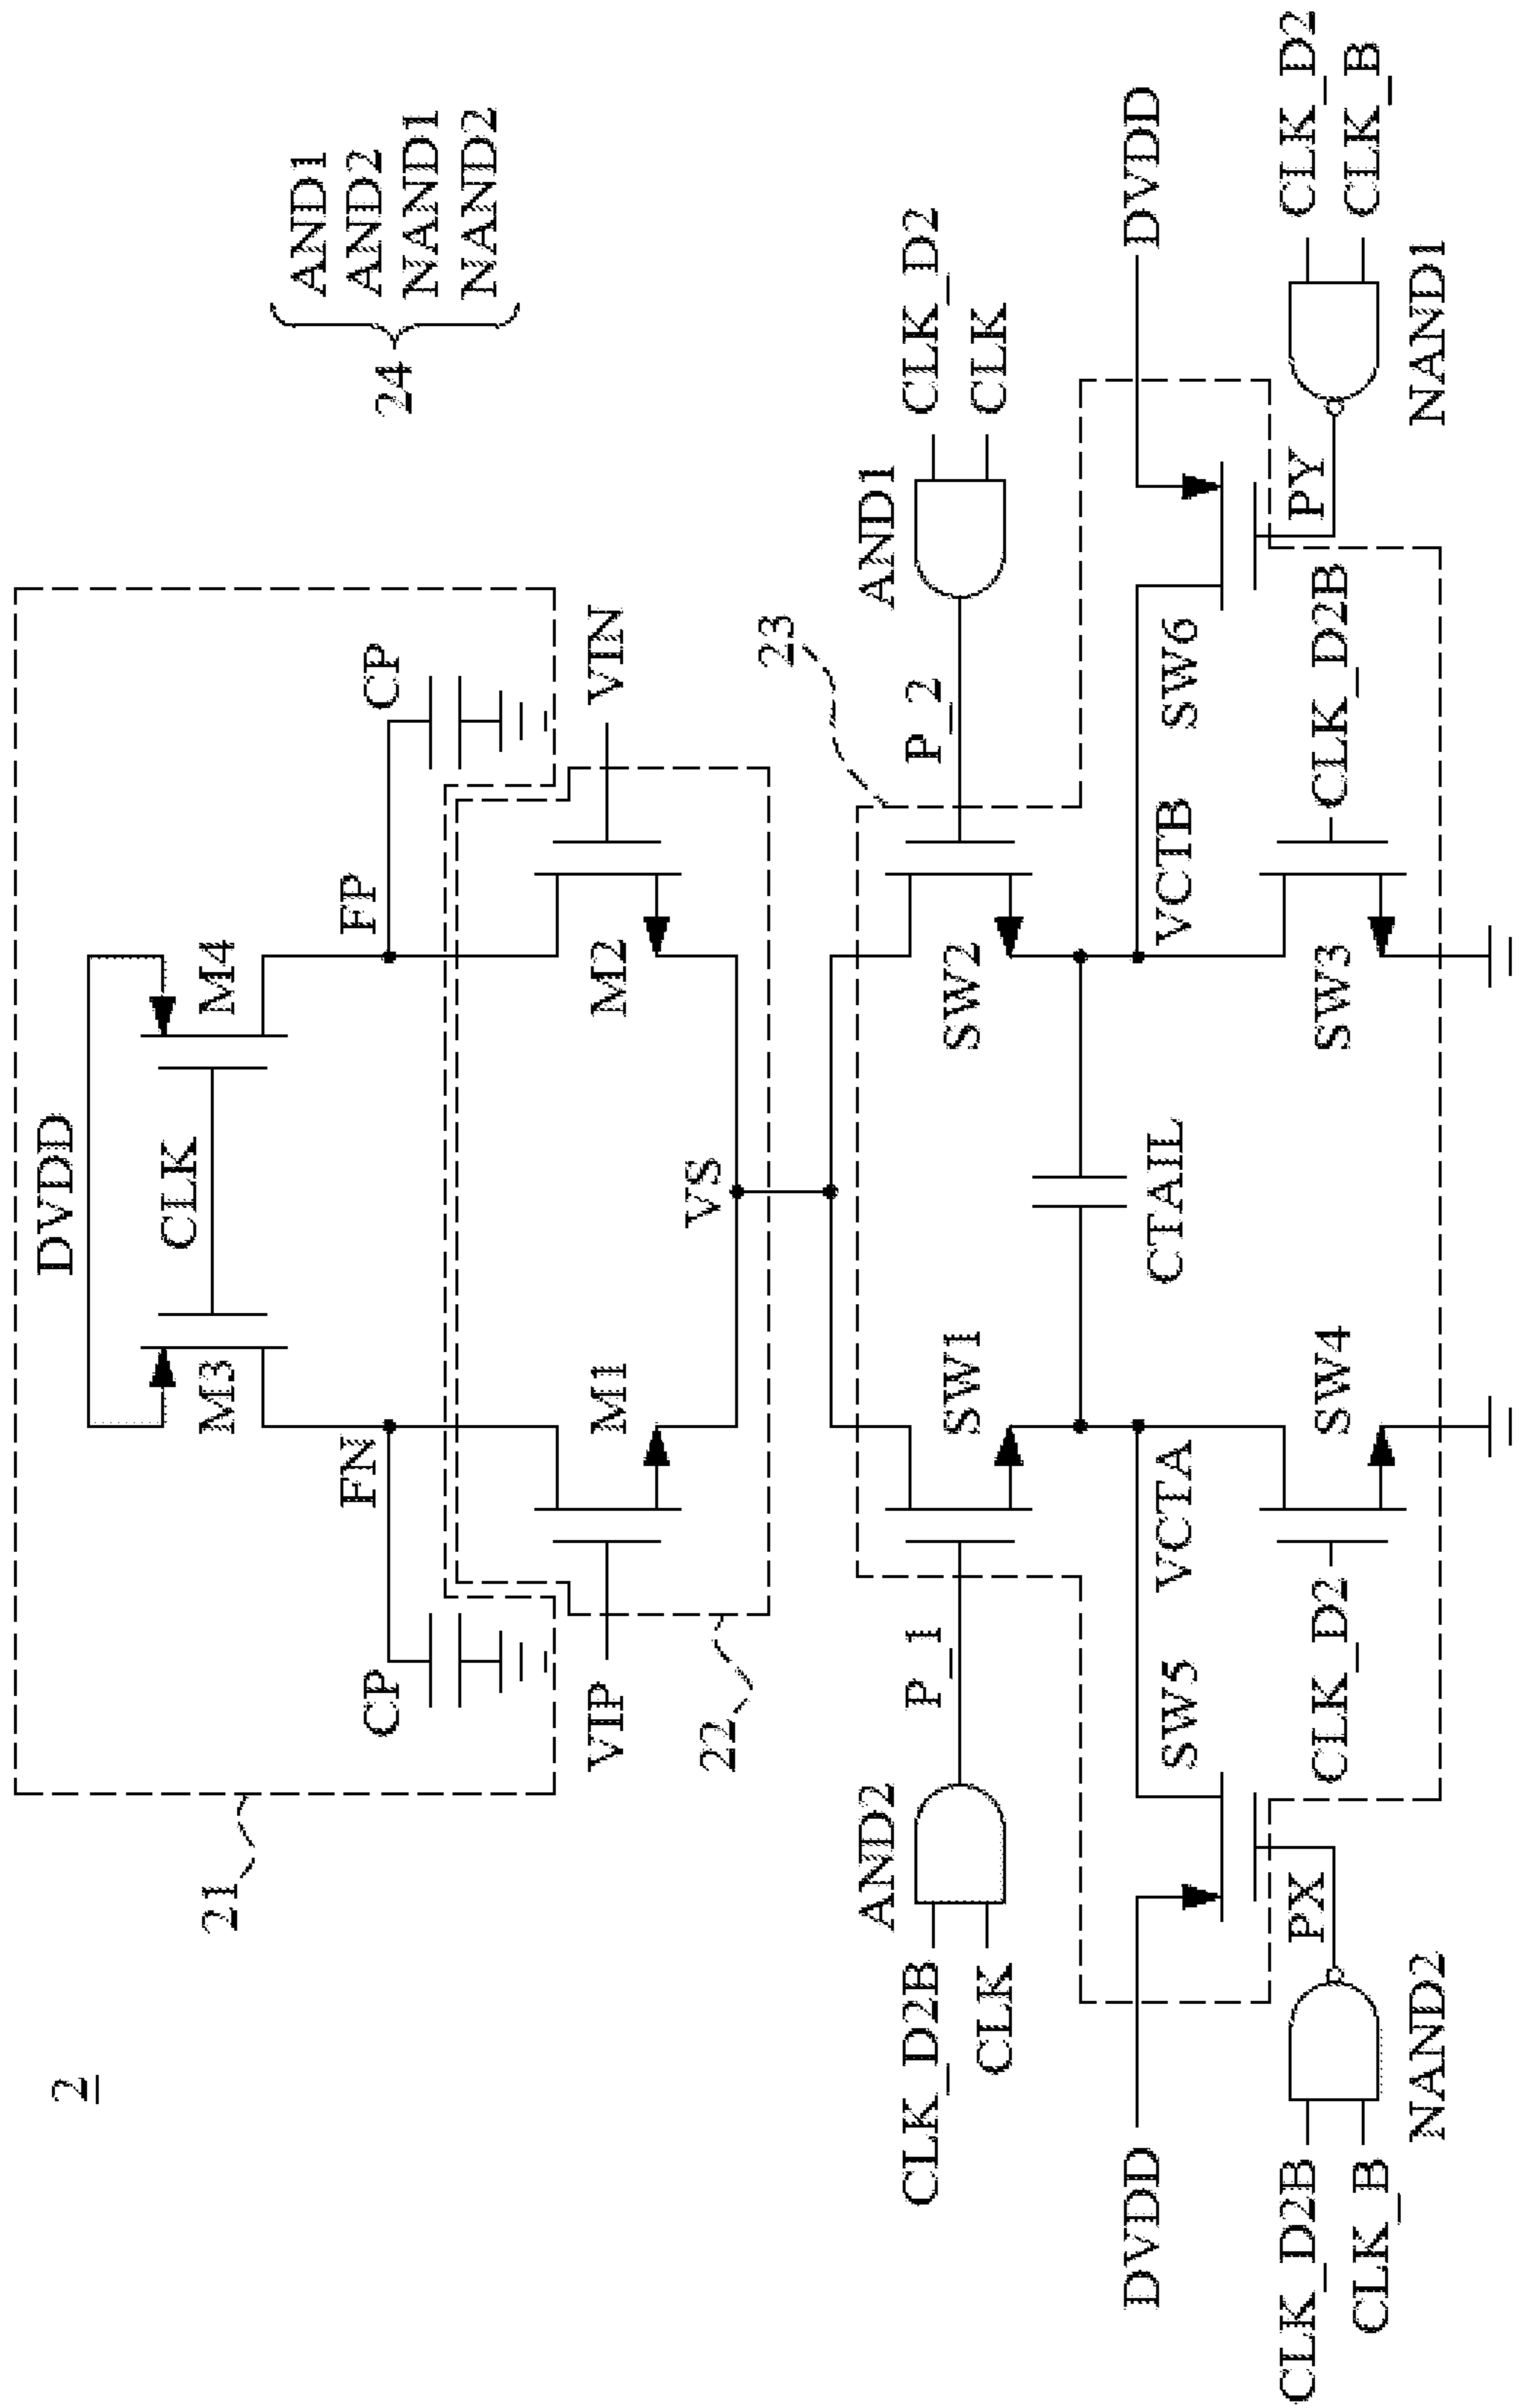 2
21
DVDD
M3
CLK
M4
AND1
AND2
NAND1
NAND2
24
FN
FP
CP
CP
VIP
M1
M2
VIN
22
VS
23
AND2
CLK_D2B
CLK
P_1
SW1
SW2
P_2
AND1
CLK_D2
CLK
CTAIL
DVDD
SW5
VCTA
VCTB
SW6
DVDD
CLK_D2B
CLK_B
NAND2
PX
CLK_D2
SW4
SW3
CLK_D2B
PY
NAND1
CLK_D2
CLK_B